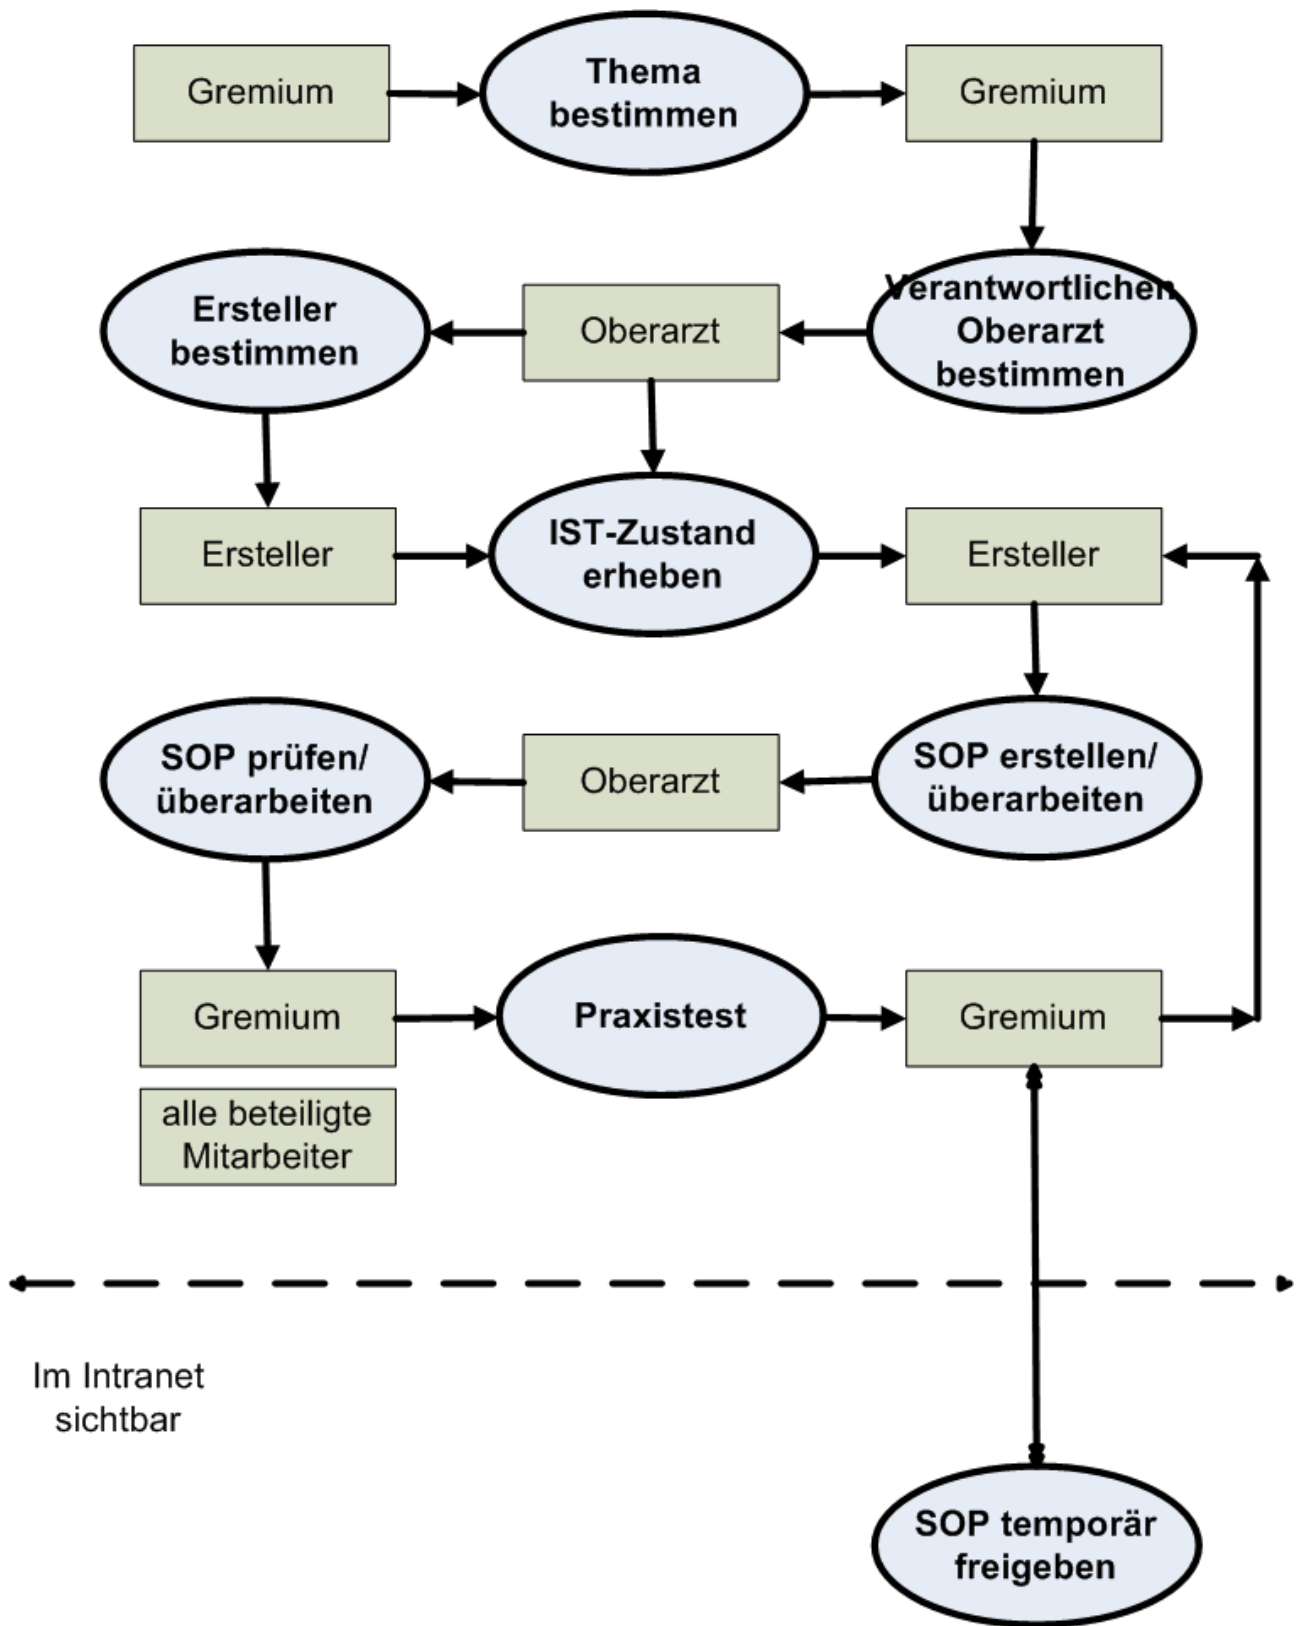 Gremium
Thema
bestimmen
Gremium
Ersteller
bestimmen
Oberarzt
Verantwortlichen
Oberarzt
bestimmen
Ersteller
IST-Zustand
erheben
Ersteller
SOP prüfen/
überarbeiten
Oberarzt
SOP erstellen/
überarbeiten
Gremium
Praxistest
Gremium
alle beteiligte
Mitarbeiter
Im Intranet
sichtbar
SOP temporär
freigeben